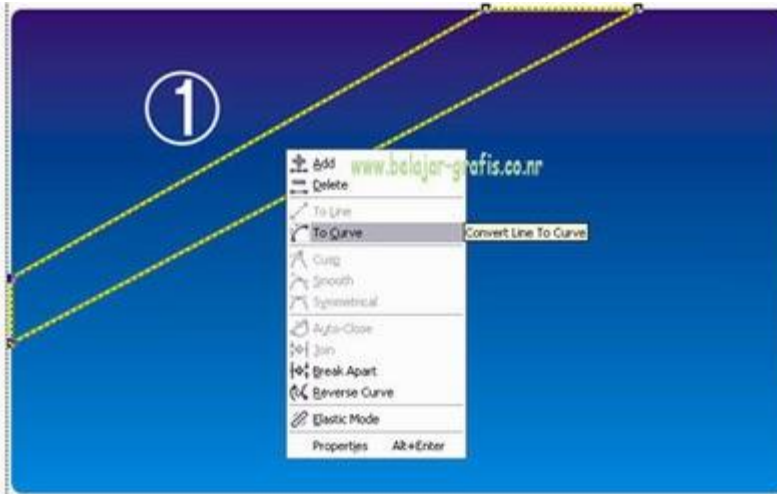 ①
Add
www.belajar-grafis.co.nr
Delete
To Line
To Curve
Convert Line To Curve
Cusp
Smooth
Symmetrical
Auto-Close
Join
Break Apart
Reverse Curve
Elastic Mode
Properties Alt+Enter